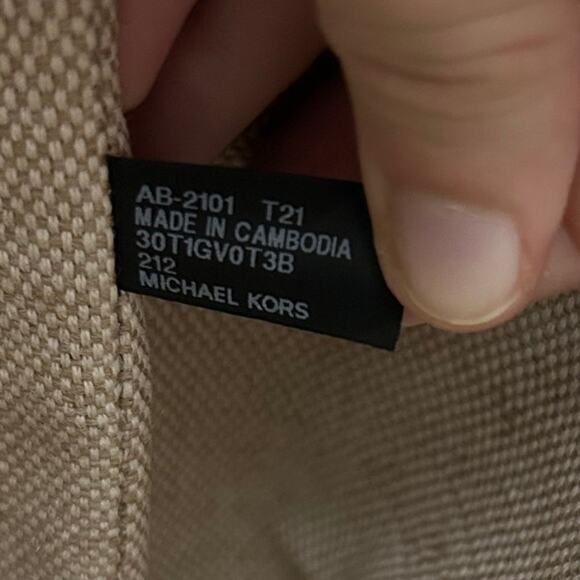 AB-2101 T21
MADE IN CAMBODIA
30T1GV0T3B
212
MICHAEL KORS